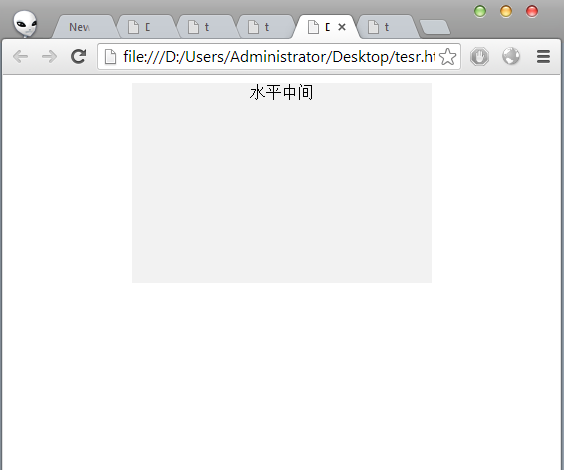 New
D
t
t
D
t
file:///D:/Users/Administrator/Desktop/tesr.ht
水平中间